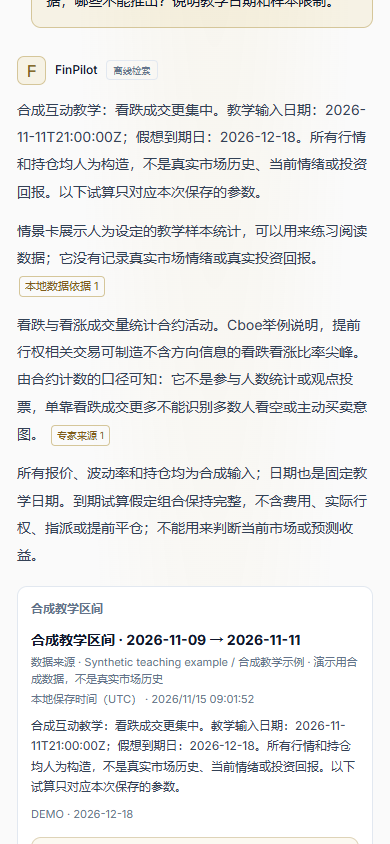 据，哪些不能推出？说明教学日期和样本限制。
F
FinPilot
离线检索
合成互动教学：看跌成交更集中。教学输入日期：2026-
11-11T21:00:00Z；假想到期日：2026-12-18。所有行情
和持仓均人为构造，不是真实市场历史、当前情绪或投资
回报。以下试算只对应本次保存的参数。
情景卡展示人为设定的教学样本统计，可以用来练习阅读
数据；它没有记录真实市场情绪或真实投资回报。
本地数据依据 1
看跌与看涨成交量统计合约活动。Cboe举例说明，提前
行权相关交易可制造不含方向信息的看跌看涨比率尖峰。
由合约计数的口径可知：它不是参与人数统计或观点投
票，单靠看跌成交更多不能识别多数人看空或主动买卖意
图。
专家来源 1
所有报价、波动率和持仓均为合成输入；日期也是固定教
学日期。到期试算假定组合保持完整，不含费用、实际行
权、指派或提前平仓；不能用来判断当前市场或预测收
益。
合成教学区间
合成教学区间 · 2026-11-09 → 2026-11-11
数据来源 · Synthetic teaching example / 合成教学示例 · 演示用合
成数据，不是真实市场历史
本地保存时间（UTC） · 2026/11/15 09:01:52
合成互动教学：看跌成交更集中。教学输入日期：2026-11-
11T21:00:00Z；假想到期日：2026-12-18。所有行情和持仓
均人为构造，不是真实市场历史、当前情绪或投资回报。以下
试算只对应本次保存的参数。
DEMO · 2026-12-18